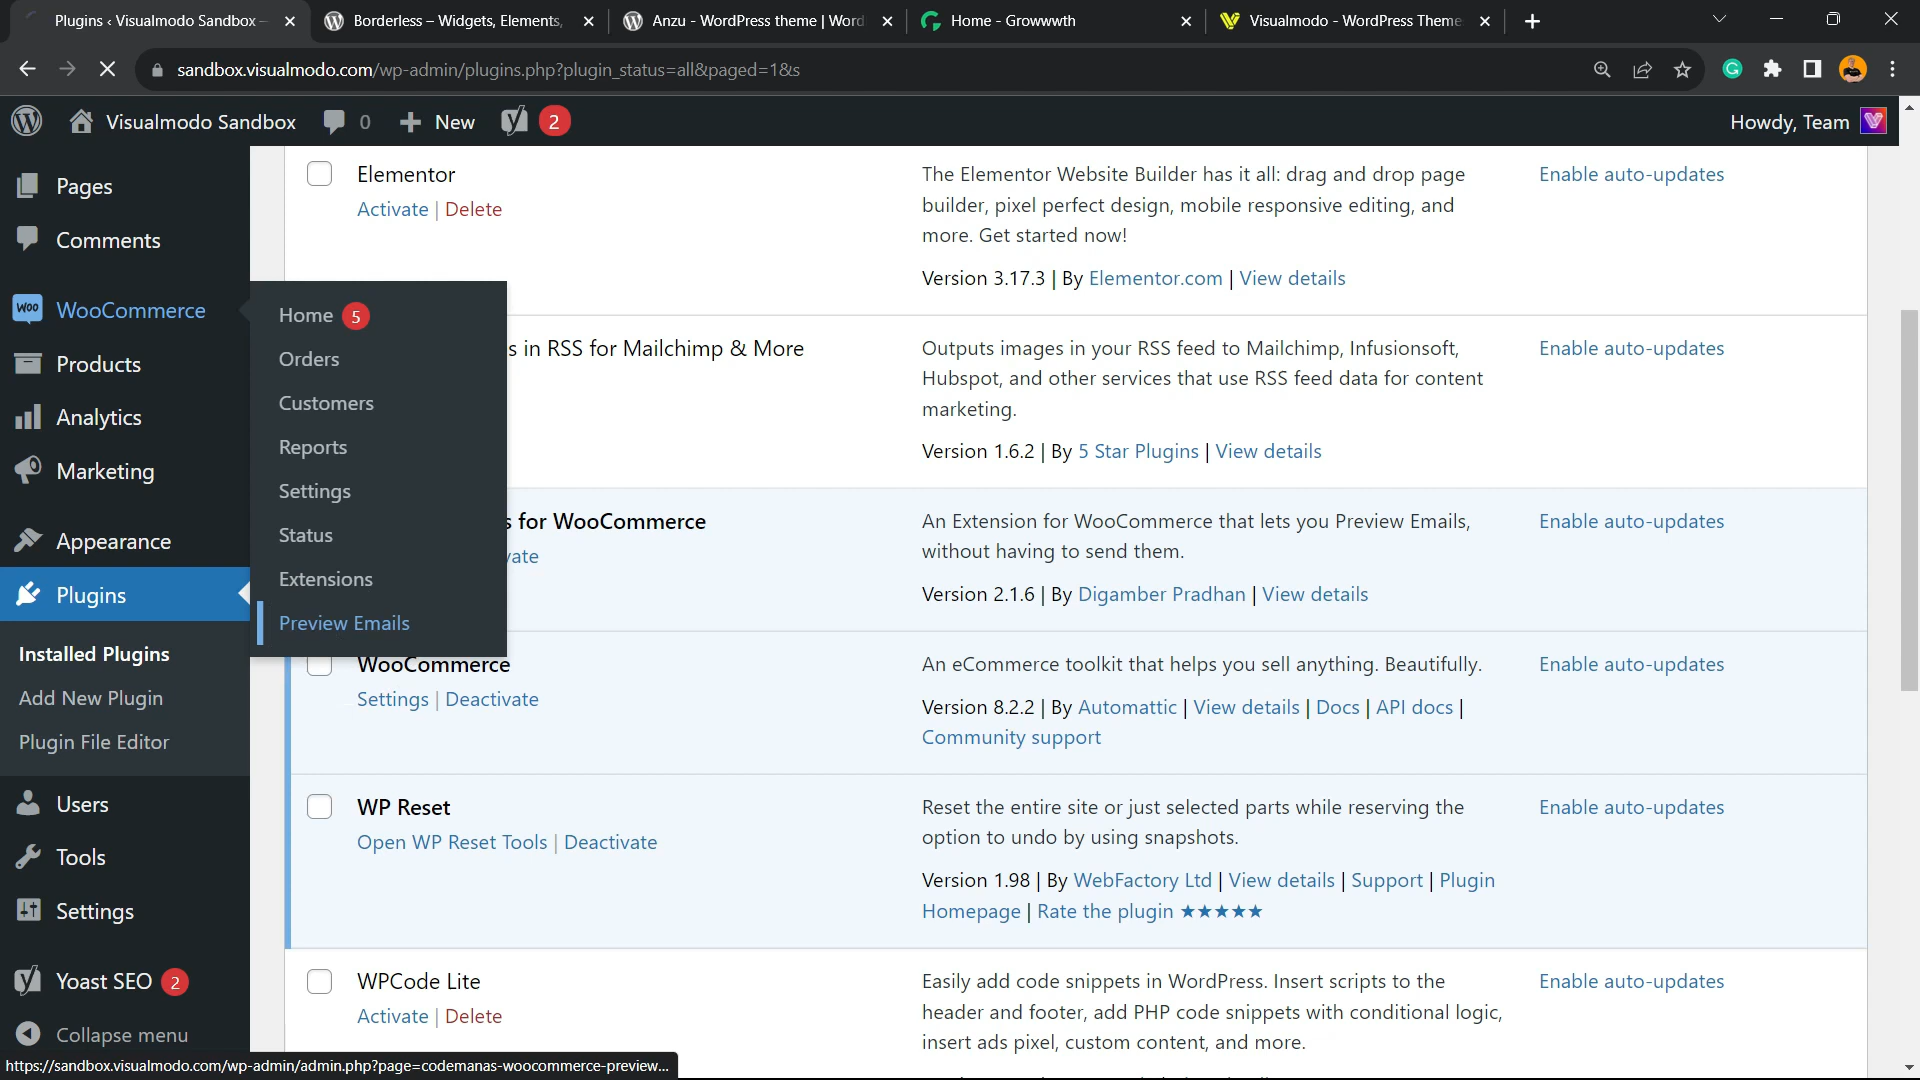 Plugins ‹ Visualmodo Sandbox –
Borderless – Widgets, Elements,
Anzu - WordPress theme | Word
Home - Growwwth
Visualmodo - WordPress Theme
sandbox.visualmodo.com/wp-admin/plugins.php?plugin_status=all&paged=1&s
Visualmodo Sandbox
0
New
2
Howdy, Team
Pages
Comments
WooCommerce
Products
Analytics
Marketing
Appearance
Plugins
Installed Plugins
Add New Plugin
Plugin File Editor
Users
Tools
Settings
Yoast SEO 2
Collapse menu
Woo
Home 5
Orders
Customers
Reports
Settings
Status
Extensions
Preview Emails
Elementor
Activate | Delete
The Elementor Website Builder has it all: drag and drop page
builder, pixel perfect design, mobile responsive editing, and
more. Get started now!
Version 3.17.3 | By Elementor.com | View details
Enable auto-updates
s in RSS for Mailchimp & More
Outputs images in your RSS feed to Mailchimp, Infusionsoft,
Hubspot, and other services that use RSS feed data for content
marketing.
Version 1.6.2 | By 5 Star Plugins | View details
Enable auto-updates
s for WooCommerce
vate
An Extension for WooCommerce that lets you Preview Emails,
without having to send them.
Version 2.1.6 | By Digamber Pradhan | View details
Enable auto-updates
WooCommerce
Settings | Deactivate
An eCommerce toolkit that helps you sell anything. Beautifully.
Version 8.2.2 | By Automattic | View details | Docs | API docs |
Community support
Enable auto-updates
WP Reset
Open WP Reset Tools | Deactivate
Reset the entire site or just selected parts while reserving the
option to undo by using snapshots.
Version 1.98 | By WebFactory Ltd | View details | Support | Plugin
Homepage | Rate the plugin ★★★★★
Enable auto-updates
WPCode Lite
Activate | Delete
Easily add code snippets in WordPress. Insert scripts to the
header and footer, add PHP code snippets with conditional logic,
insert ads pixel, custom content, and more.
Enable auto-updates
https://sandbox.visualmodo.com/wp-admin/admin.php?page=codemanas-woocommerce-preview...